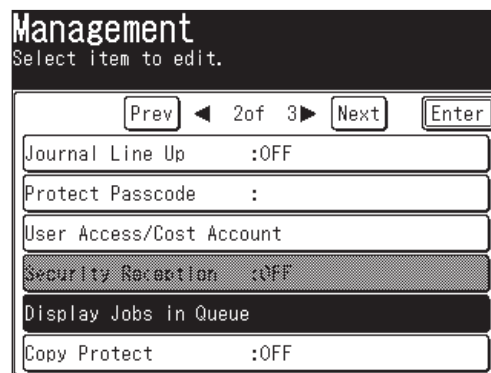 Management
Select item to edit.
Prev ◀ 2of 3▶ Next Enter
Journal Line Up :OFF
Protect Passcode :
User Access/Cost Account
Security Reception :OFF
Display Jobs in Queue
Copy Protect :OFF